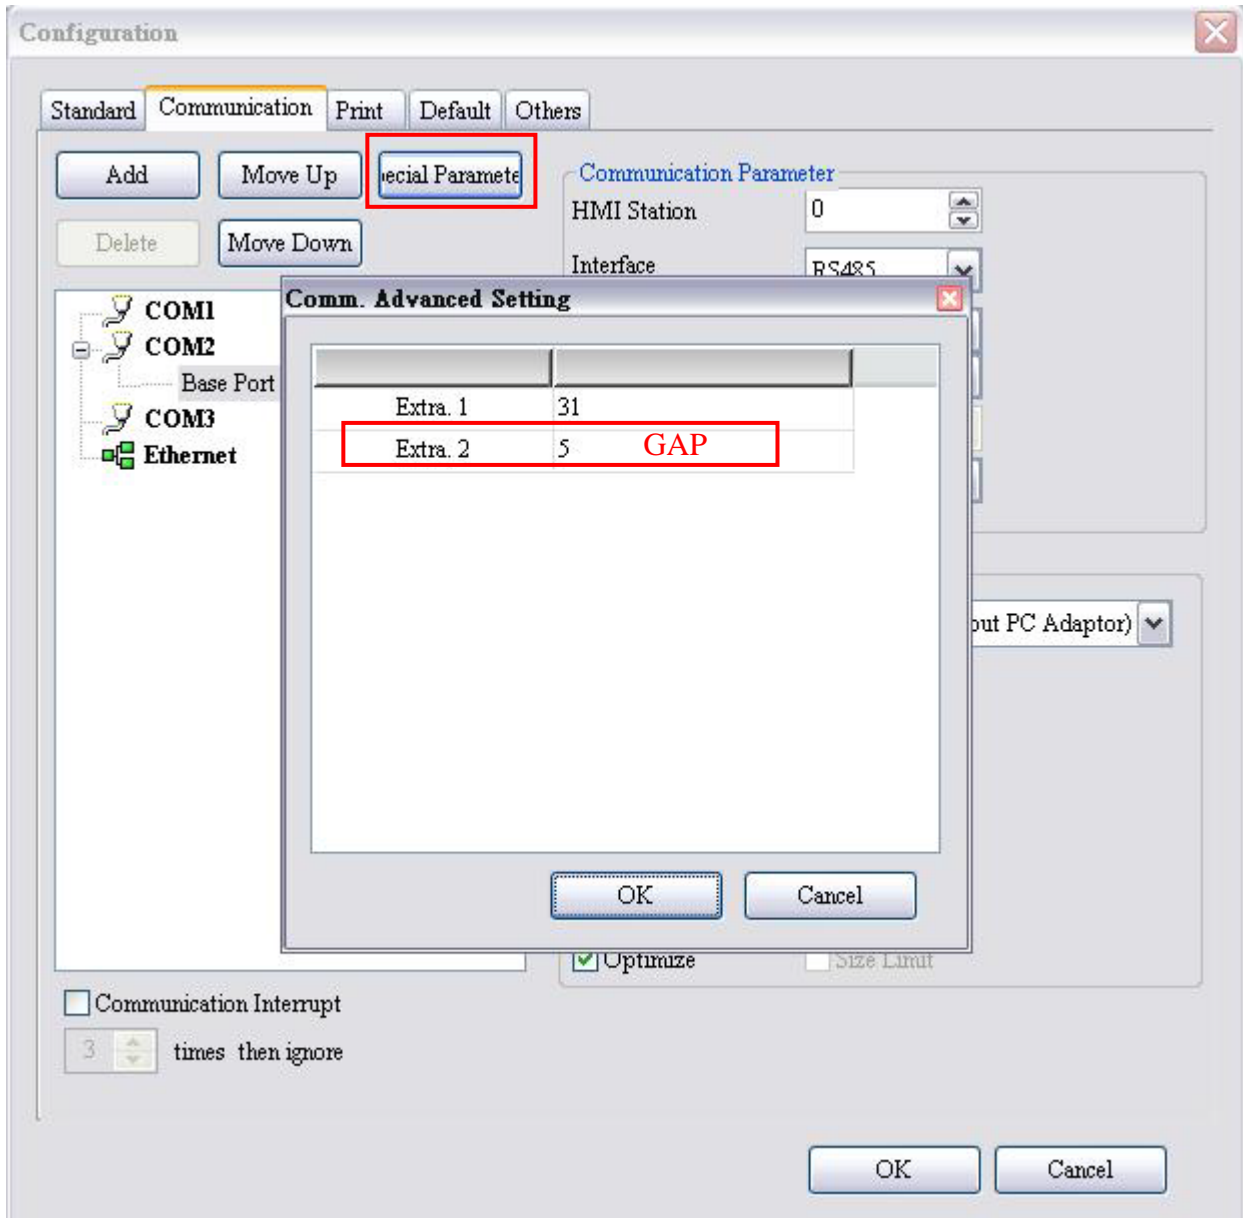 Configuration
Standard Communication Print Default Others
Add Move Up ecial Paramete
Delete Move Down
Communication Parameter
HMI Station 0
Interface RS485
COM1
COM2
Base Port
COM3
Ethernet
Comm. Advanced Setting
Extra. 1 31
Extra. 2 5 GAP
OK Cancel
out PC Adaptor)
Optimize Size Limit
Communication Interrupt
3 times then ignore
OK Cancel